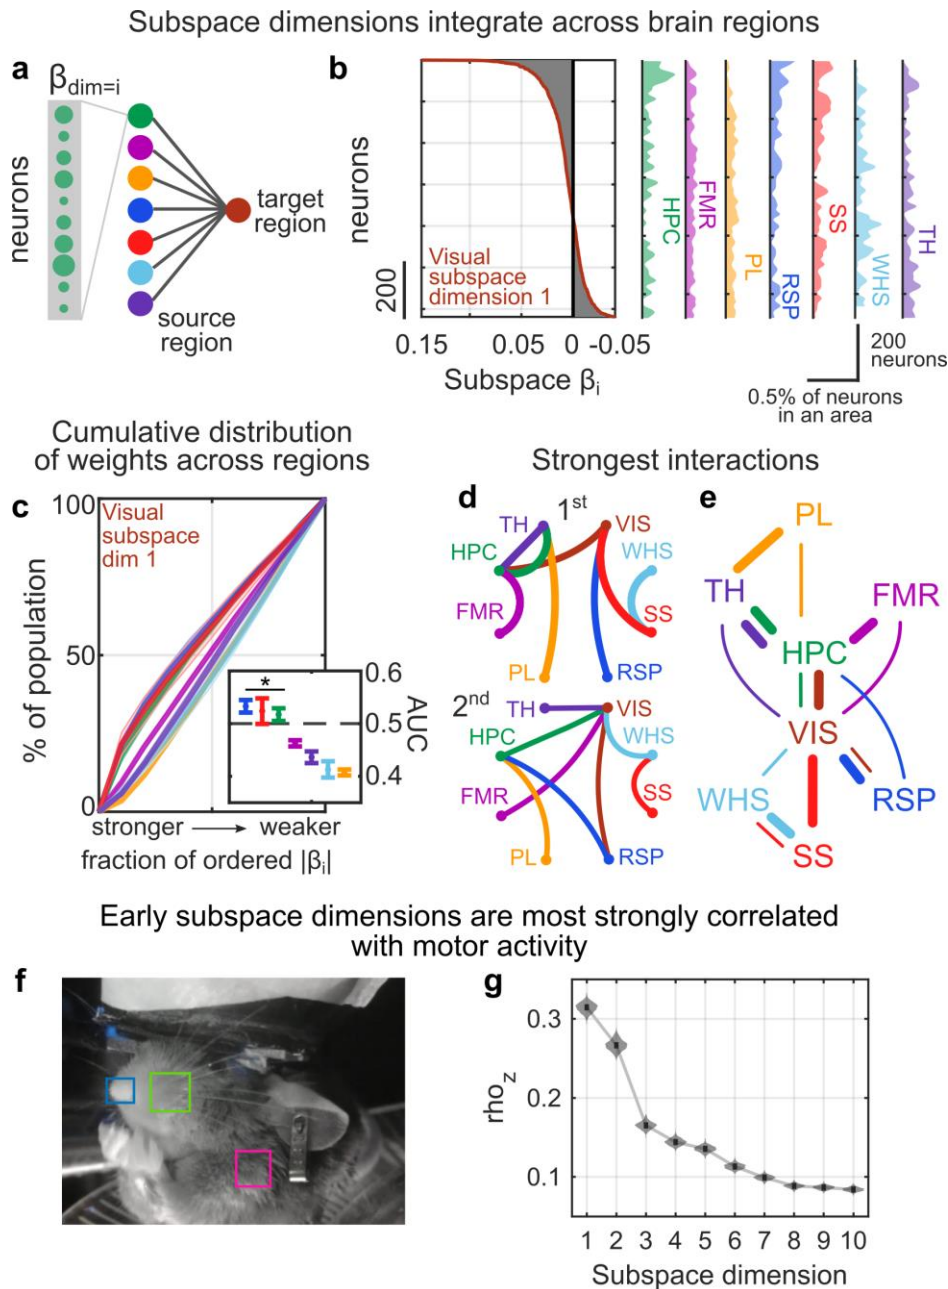 Subspace dimensions integrate across brain regions
a
β_dim=i
neurons
target
region
source
region
b
neurons
200
Visual
subspace
dimension 1
0.15
0.05
0
-0.05
Subspace β_i
HPC
FMR
PL
RSP
SS
WHS
TH
200
neurons
0.5% of neurons
in an area
Cumulative distribution
of weights across regions
c
% of population
100
50
0
Visual
subspace
dim 1
*
0.6
0.5
0.4
AUC
stronger → weaker
fraction of ordered |β_i|
Strongest interactions
d
1st
TH
VIS
HPC
WHS
FMR
SS
PL
RSP
2nd
TH
VIS
HPC
WHS
FMR
SS
PL
RSP
e
PL
TH
FMR
HPC
VIS
WHS
RSP
SS
Early subspace dimensions are most strongly correlated
with motor activity
f
g
rho_z
0.3
0.2
0.1
1 2 3 4 5 6 7 8 9 10
Subspace dimension